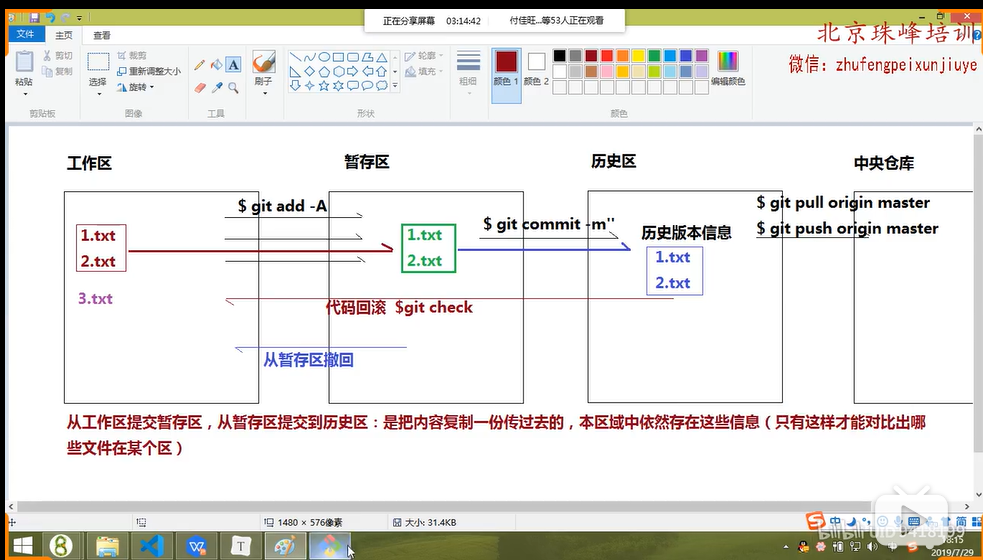 正在分享屏幕 03:14:42 付佳旺...等53人正在观看
北京珠峰培训
微信：zhufengpeixunjiuye
文件 主页 查看
粘贴 剪切 复制
选择 裁剪 重新调整大小 旋转
刷子
轮廓 填充
粗细
颜色 1 颜色 2 编辑颜色
剪贴板 图像 工具 形状 颜色
工作区 暂存区 历史区 中央仓库
$ git add -A
$ git commit -m''
$ git pull origin master
$ git push origin master
历史版本信息
1.txt 1.txt 1.txt
2.txt 2.txt 2.txt
3.txt
代码回滚 $git check
从暂存区撤回
从工作区提交暂存区，从暂存区提交到历史区：是把内容复制一份传过去的，本区域中依然存在这些信息（只有这样才能对比出哪
些文件在某个区）
1480 × 576像素 大小: 31.4KB
中 简
bilibili
18:15
2019/7/29